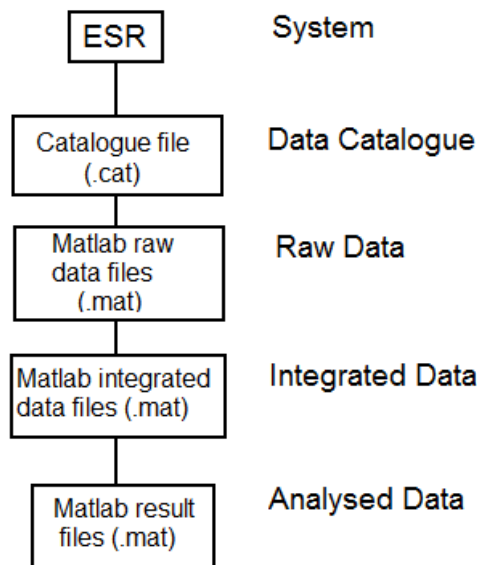 ESR
System
Catalogue file
(.cat)
Data Catalogue
Matlab raw
data files
(.mat)
Raw Data
Matlab integrated
data files (.mat)
Integrated Data
Matlab result
files (.mat)
Analysed Data